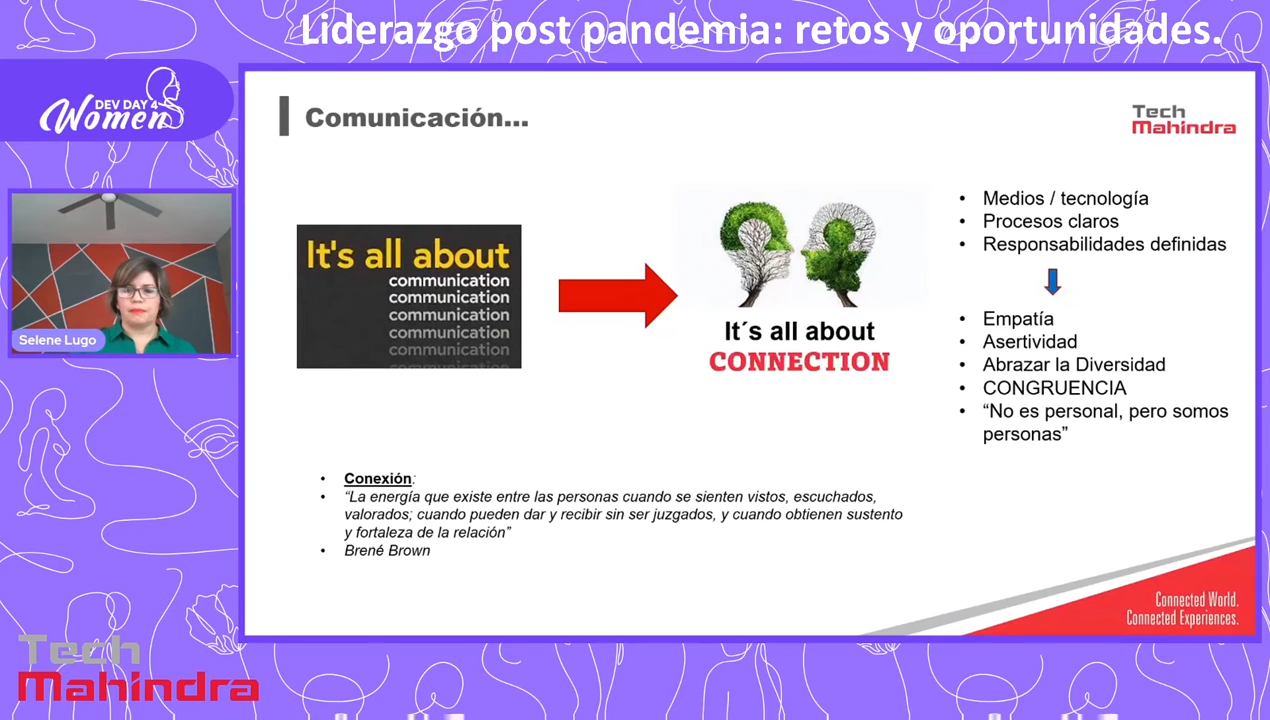 Liderazgo post pandemia: retos y oportunidades.
DEV DAY 4
Women
Selene Lugo
Comunicación...
Tech
Mahindra
It's all about
communication
communication
communication
communication
communication
communication
It´s all about
CONNECTION
• Medios / tecnología
• Procesos claros
• Responsabilidades definidas
• Empatía
• Asertividad
• Abrazar la Diversidad
• CONGRUENCIA
• “No es personal, pero somos
personas”
• Conexión:
• “La energía que existe entre las personas cuando se sienten vistos, escuchados,
valorados; cuando pueden dar y recibir sin ser juzgados, y cuando obtienen sustento
y fortaleza de la relación”
• Brené Brown
Connected World.
Connected Experiences.
Tech
Mahindra